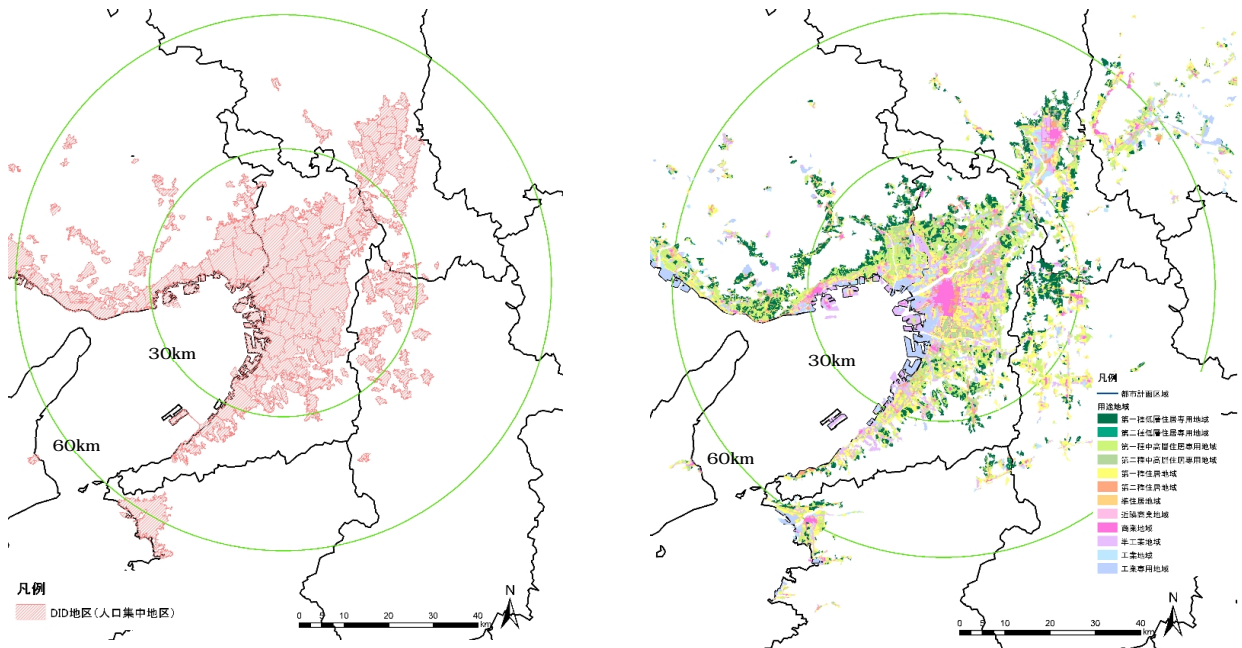 30km
60km
凡例
DID地区(人口集中地区)
N
0 5 10 20 30 40
km
30km
60km
凡例
都市計画区域
用途地域
第一種低層住居専用地域
第二種低層住居専用地域
第一種中高層住居専用地域
第二種中高層住居専用地域
第一種住居地域
第二種住居地域
準住居地域
近隣商業地域
商業地域
準工業地域
工業地域
工業専用地域
N
0 5 10 20 30 40
km